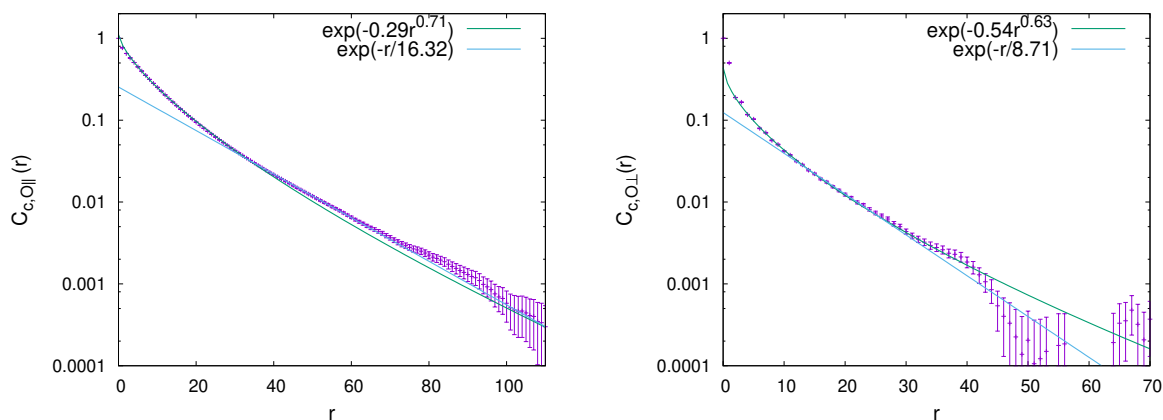 exp(-0.29r^0.71)
exp(-r/16.32)
1
0.1
0.01
0.001
0.0001
C_c,O||(r)
0 20 40 60 80 100
r
exp(-0.54r^0.63)
exp(-r/8.71)
1
0.1
0.01
0.001
0.0001
C_c,O⊥(r)
0 10 20 30 40 50 60 70
r